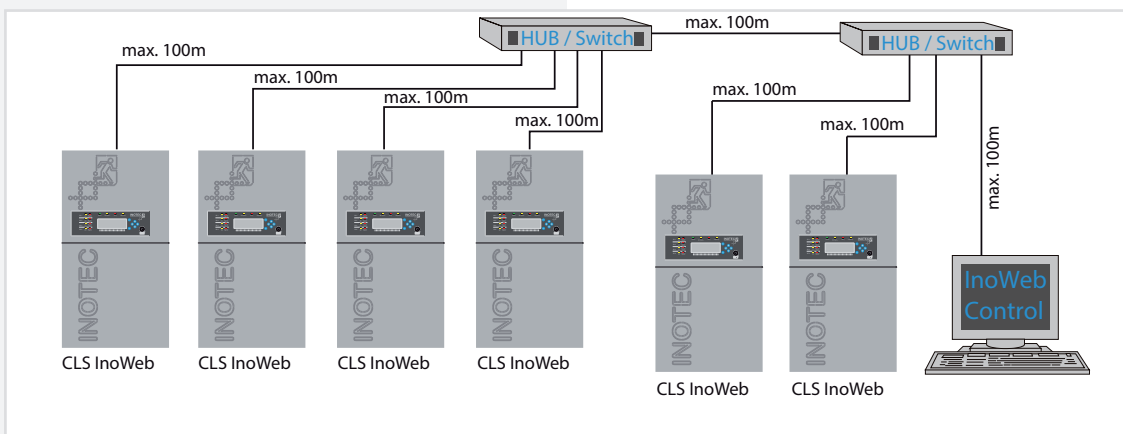 max. 100m
HUB / Switch
max. 100m
HUB / Switch
max. 100m
max. 100m
max. 100m
max. 100m
max. 100m
max. 100m
INOTEC
INOTEC
INOTEC
INOTEC
INOTEC
INOTEC
InoWeb
Control
CLS InoWeb
CLS InoWeb
CLS InoWeb
CLS InoWeb
CLS InoWeb
CLS InoWeb